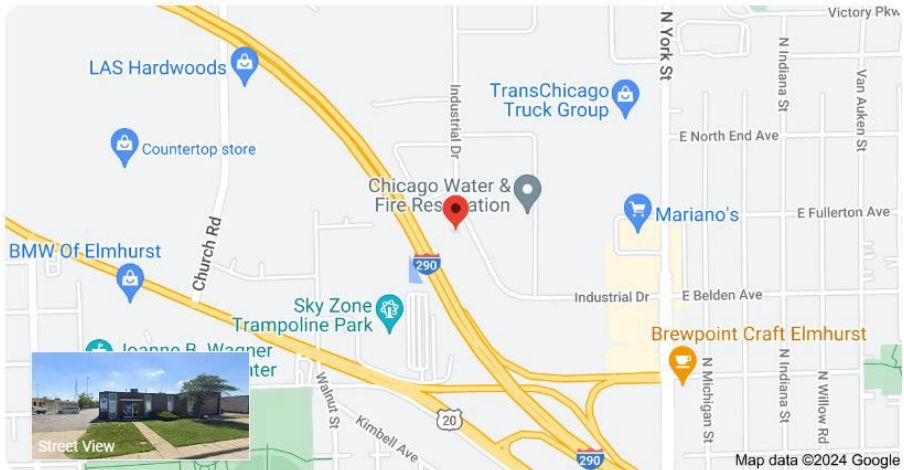 Victory Pkw
N York St
N Indiana St
Van Auken St
LAS Hardwoods
TransChicago
Truck Group
Industrial Dr
Countertop store
E North End Ave
Chicago Water &
Fire Res ation
Church Rd
Mariano's
E Fullerton Ave
BMW Of Elmhurst
290
Industrial Dr
E Belden Ave
Sky Zone
Trampoline Park
Brewpoint Craft Elmhurst
Joanne B. Wagner
nter
Walnut St
N Michigan St
N Indiana St
N Willow Rd
20
Kimbell Ave
Street View
290
Map data ©2024 Google